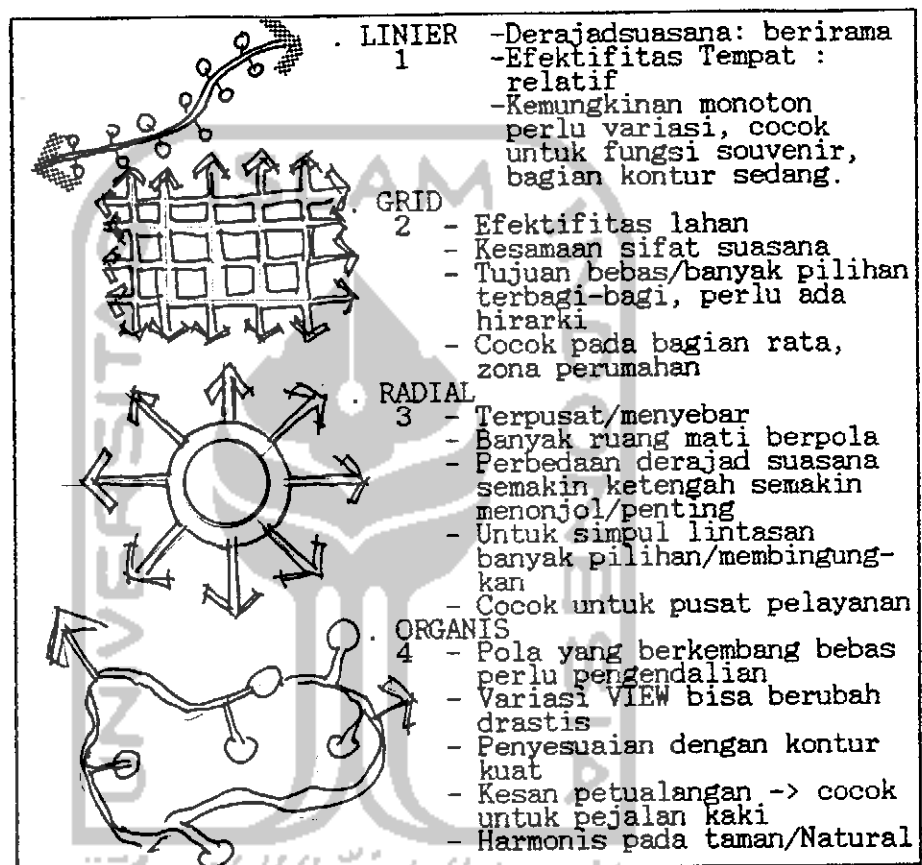 . LINIER -Derajadsuasana: berirama
1 -Efektifitas Tempat :
relatif
-Kemungkinan monoton
perlu variasi, cocok
untuk fungsi souvenir,
bagian kontur sedang.
. GRID
2 - Efektifitas lahan
- Kesamaan sifat suasana
- Tujuan bebas/banyak pilihan
terbagi-bagi, perlu ada
hirarki
- Cocok pada bagian rata,
zona perumahan
. RADIAL
3 - Terpusat/menyebar
- Banyak ruang mati berpola
- Perbedaan derajad suasana
semakin ketengah semakin
menonjol/penting
- Untuk simpul lintasan
banyak pilihan/membingung-
kan
- Cocok untuk pusat pelayanan
. ORGANIS
4 - Pola yang berkembang bebas
perlu pengendalian
- Variasi VIEW bisa berubah
drastis
- Penyesuaian dengan kontur
kuat
- Kesan petualangan -> cocok
untuk pejalan kaki
- Harmonis pada taman/Natural
ISLAM
UNIVERSITAS
INDONESIA